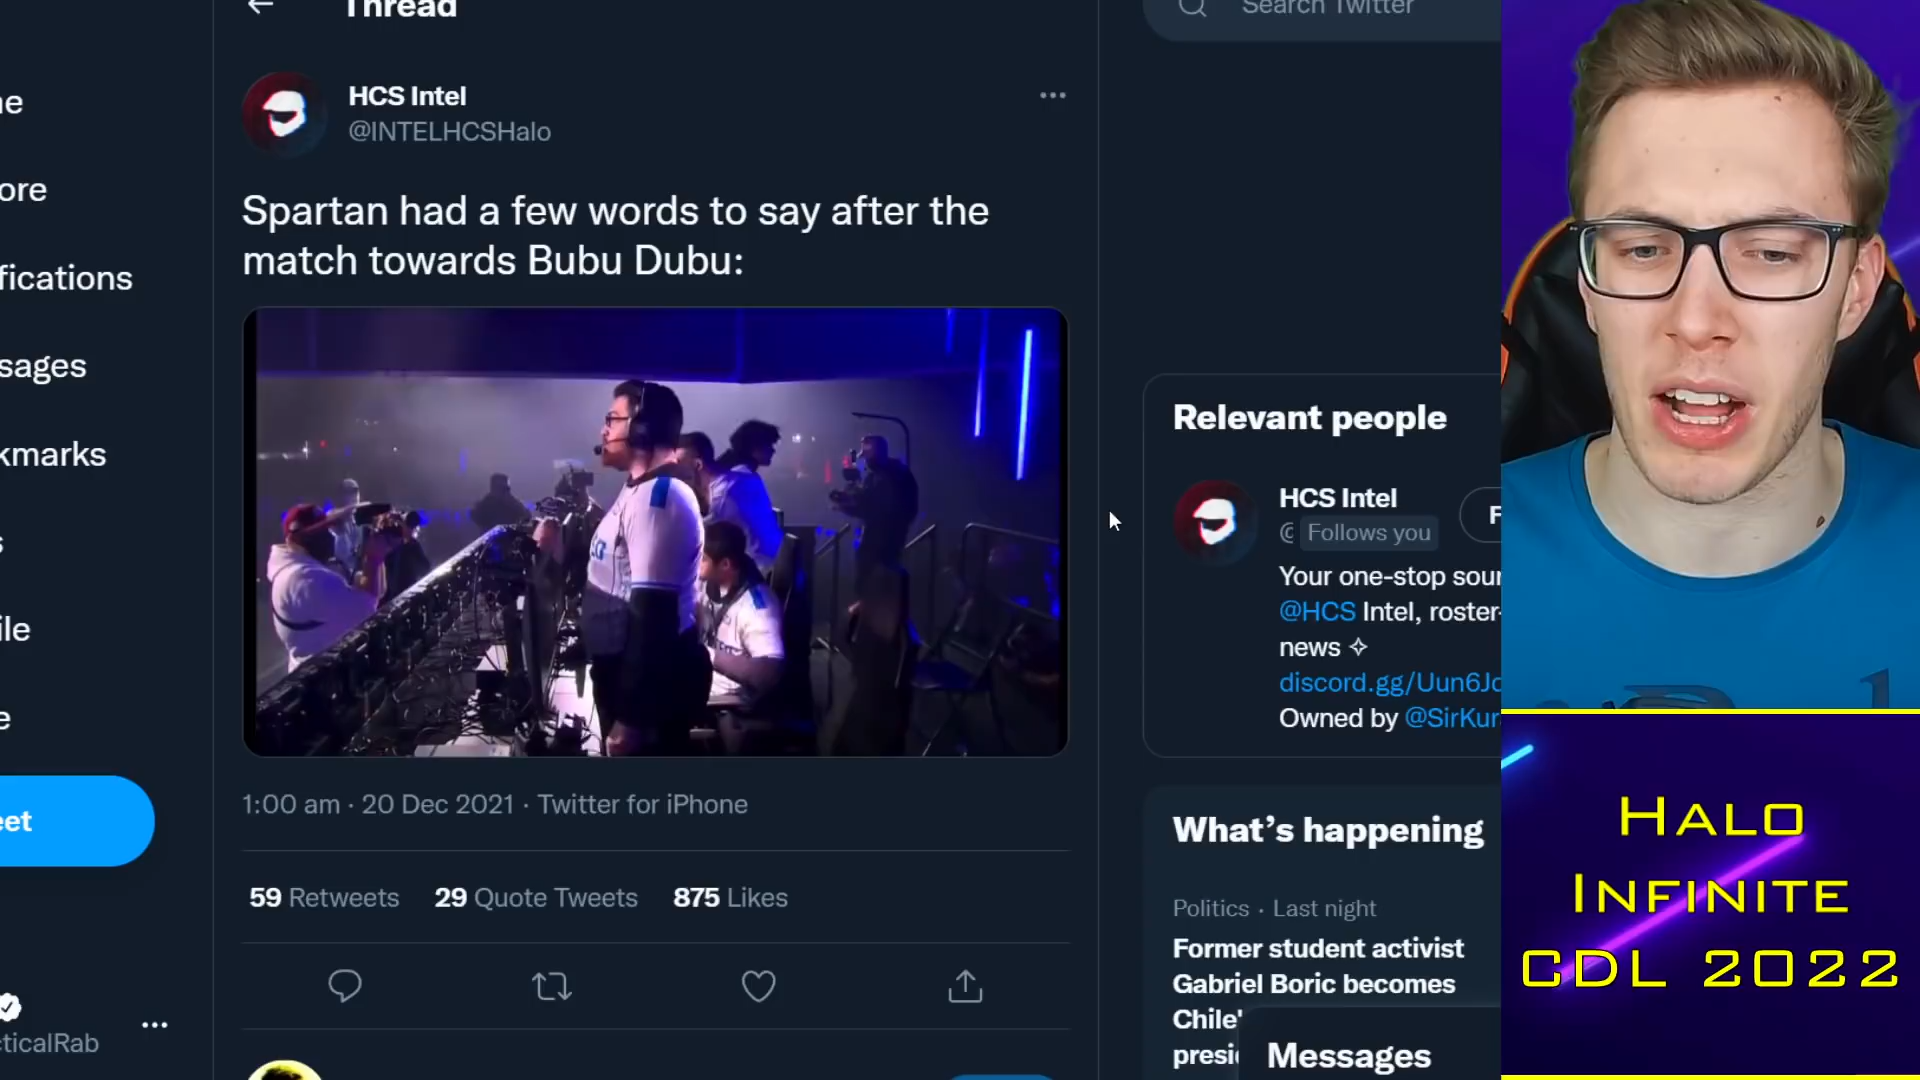 Thread
Search Twitter
HCS Intel
@INTELHCSHalo
Spartan had a few words to say after the
match towards Bubu Dubu:
1:00 am · 20 Dec 2021 · Twitter for iPhone
59 Retweets 29 Quote Tweets 875 Likes
ne
ore
fications
sages
kmarks
s
ile
e
eet
cticalRab
Relevant people
HCS Intel
@ Follows you
F
Your one-stop sour
@HCS Intel, roster-
news ✧
discord.gg/Uun6Jc
Owned by @SirKur
What's happening
Politics · Last night
Former student activist
Gabriel Boric becomes
Chile'
presi
Messages
HALO
INFINITE
CDL 2022